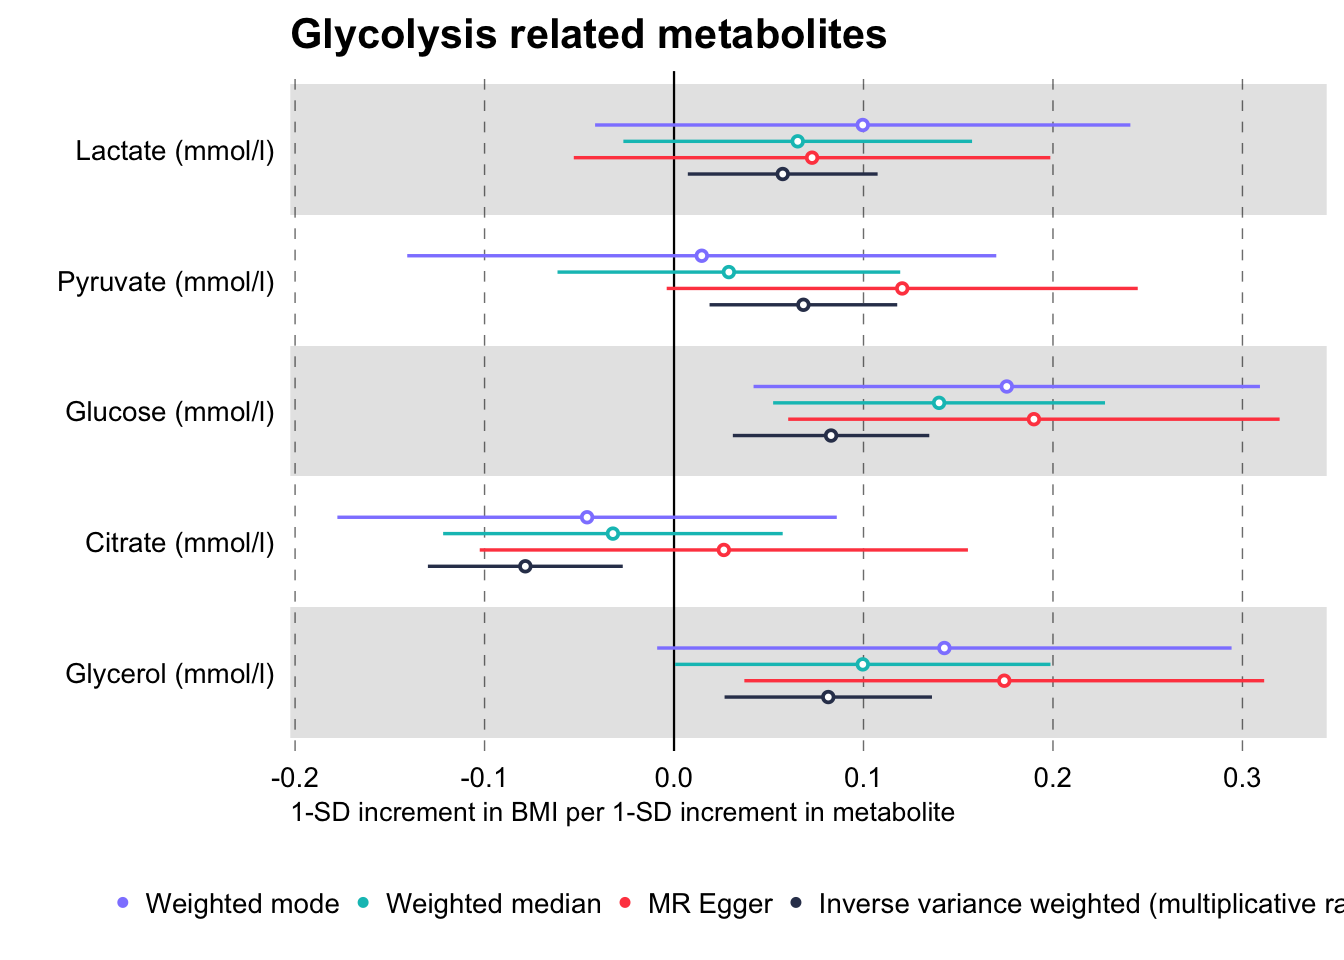 Glycolysis related metabolites
Lactate (mmol/l)
Pyruvate (mmol/l)
Glucose (mmol/l)
Citrate (mmol/l)
Glycerol (mmol/l)
-0.2 -0.1 0.0 0.1 0.2 0.3
1-SD increment in BMI per 1-SD increment in metabolite
Weighted mode Weighted median MR Egger Inverse variance weighted (multiplicative ra